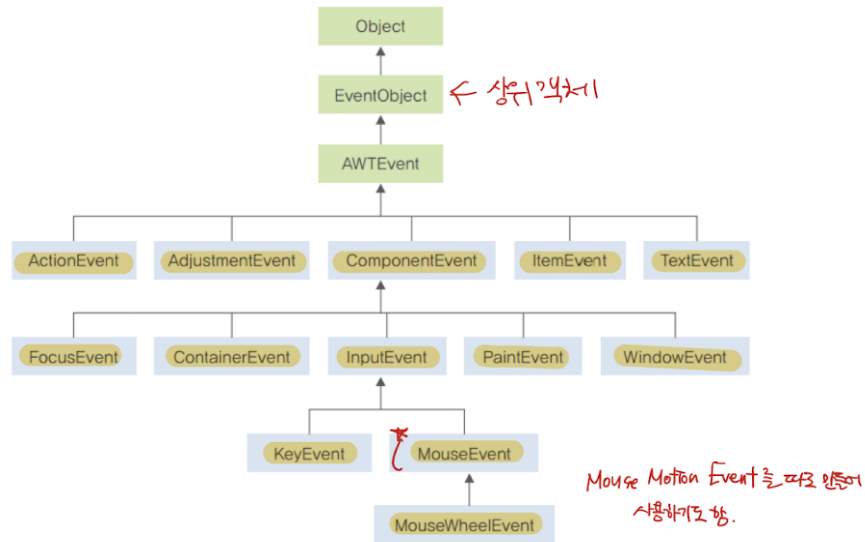 Object
EventObject
← 상위 객체
AWTEvent
ActionEvent AdjustmentEvent ComponentEvent ItemEvent TextEvent
FocusEvent ContainerEvent InputEvent PaintEvent WindowEvent
KeyEvent MouseEvent
Mouse Motion Event를 따로 만들어
사용하기도 함.
MouseWheelEvent